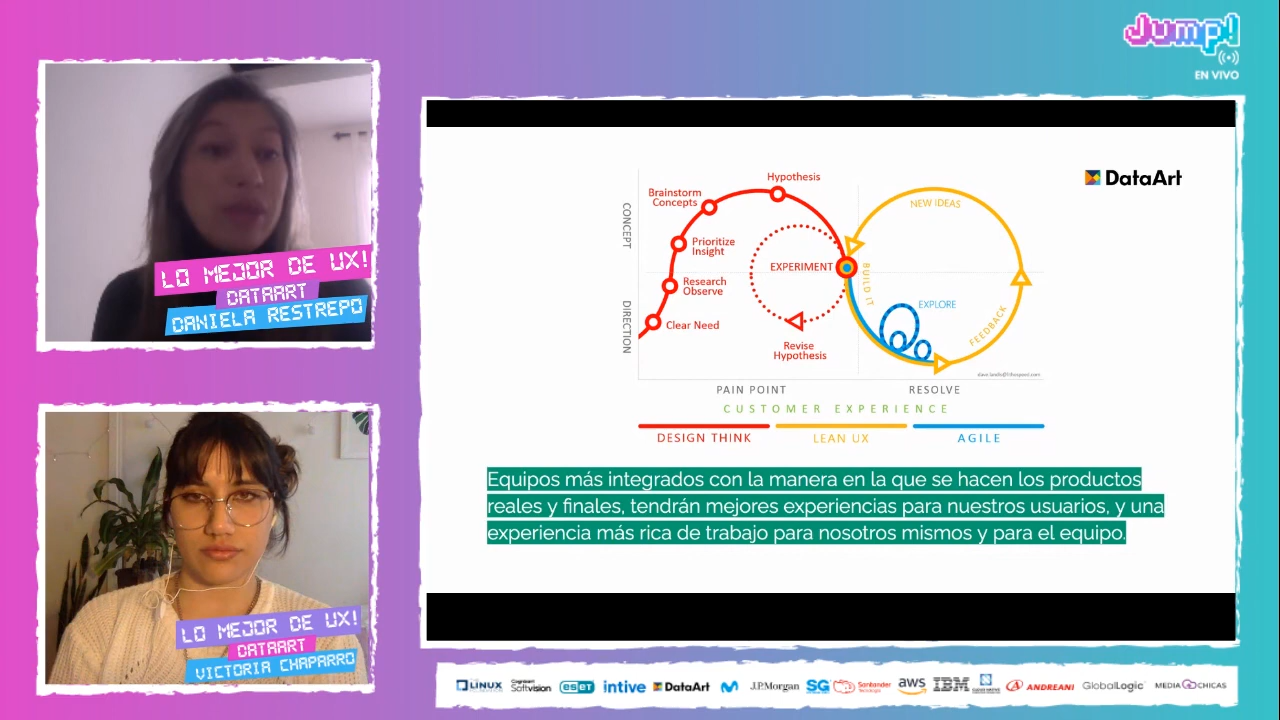 Jump!
EN VIVO
LO MEJOR DE UX!
DATAART
DANIELA RESTREPO
LO MEJOR DE UX!
DATAART
VICTORIA CHAPARRO
DataArt
CONCEPT
DIRECTION
Hypothesis
Brainstorm
Concepts
Prioritize
Insight
Research
Observe
Clear Need
EXPERIMENT
Revise
Hypothesis
NEW IDEAS
BUILD IT
EXPLORE
FEEDBACK
PAIN POINT
RESOLVE
CUSTOMER EXPERIENCE
DESIGN THINK
LEAN UX
AGILE
Equipos más integrados con la manera en la que se hacen los productos
reales y finales, tendrán mejores experiencias para nuestros usuarios, y una
experiencia más rica de trabajo para nosotros mismos y para el equipo.
LINUX Cognizant Softvision eset intive DataArt J.P.Morgan SG Santander Tecnología aws IBM ANDREANI GlobalLogic MEDIA CHICAS